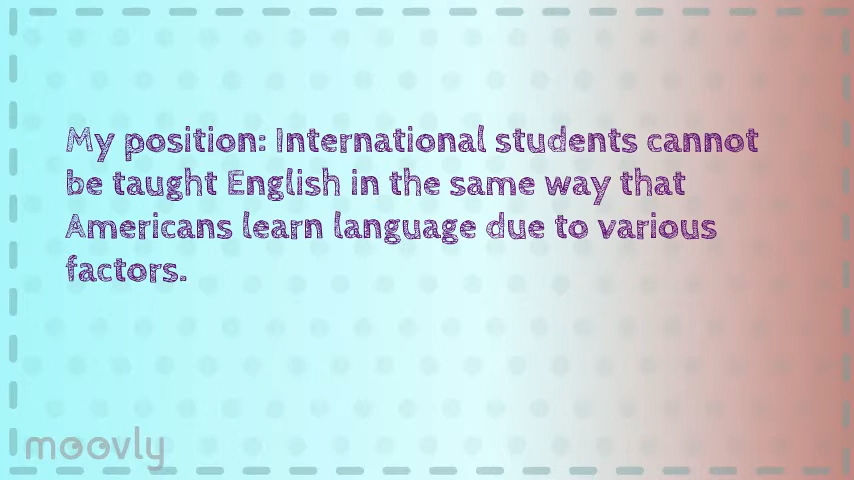 My position: International students cannot
be taught English in the same way that
Americans learn language due to various
factors.
moovly